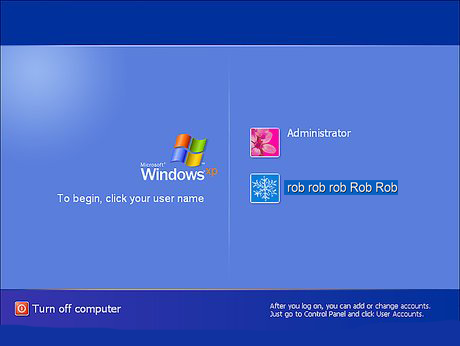 Microsoft®
Windows xp
To begin, click your user name
Administrator
rob rob rob Rob Rob
Turn off computer
After you log on, you can add or change accounts.
Just go to Control Panel and click User Accounts.